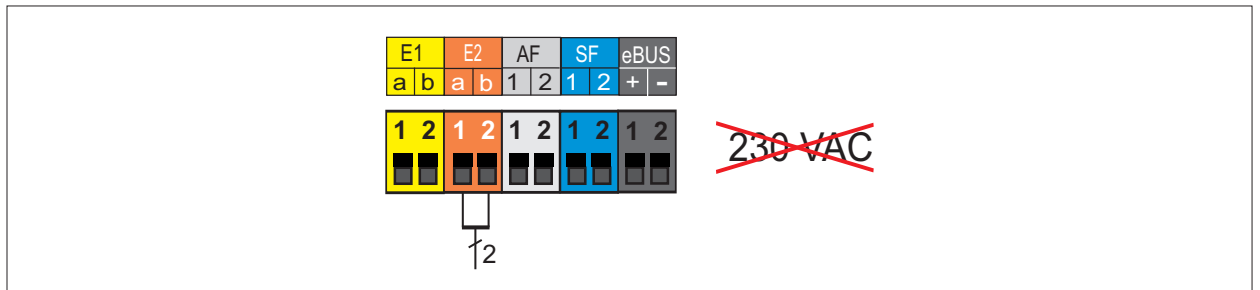 E1 E2 AF SF eBUS
a b a b 1 2 1 2 + -
1 2 1 2 1 2 1 2 1 2
230 VAC
2